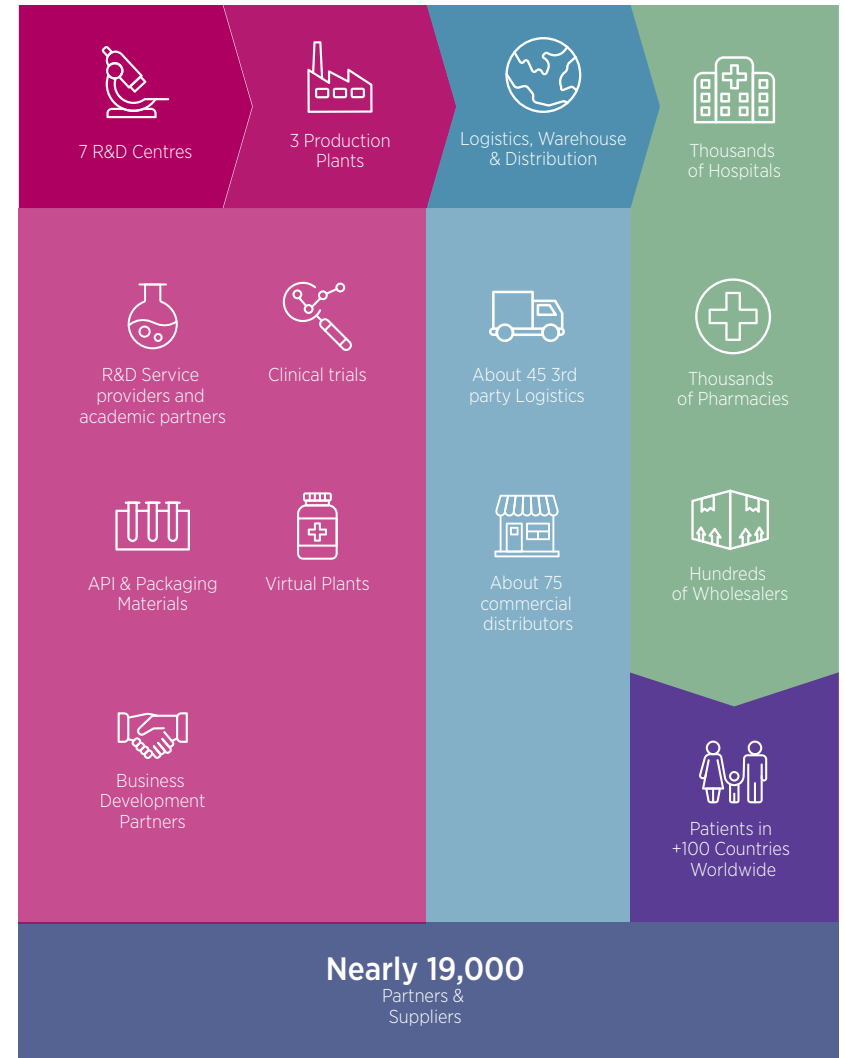 7 R&D Centres
3 Production
Plants
Logistics, Warehouse
& Distribution
Thousands
of Hospitals
R&D Service
providers and
academic partners
Clinical trials
About 45 3rd
party Logistics
Thousands
of Pharmacies
API & Packaging
Materials
Virtual Plants
About 75
commercial
distributors
Hundreds
of Wholesalers
Business
Development
Partners
Patients in
+100 Countries
Worldwide
Nearly 19,000
Partners &
Suppliers